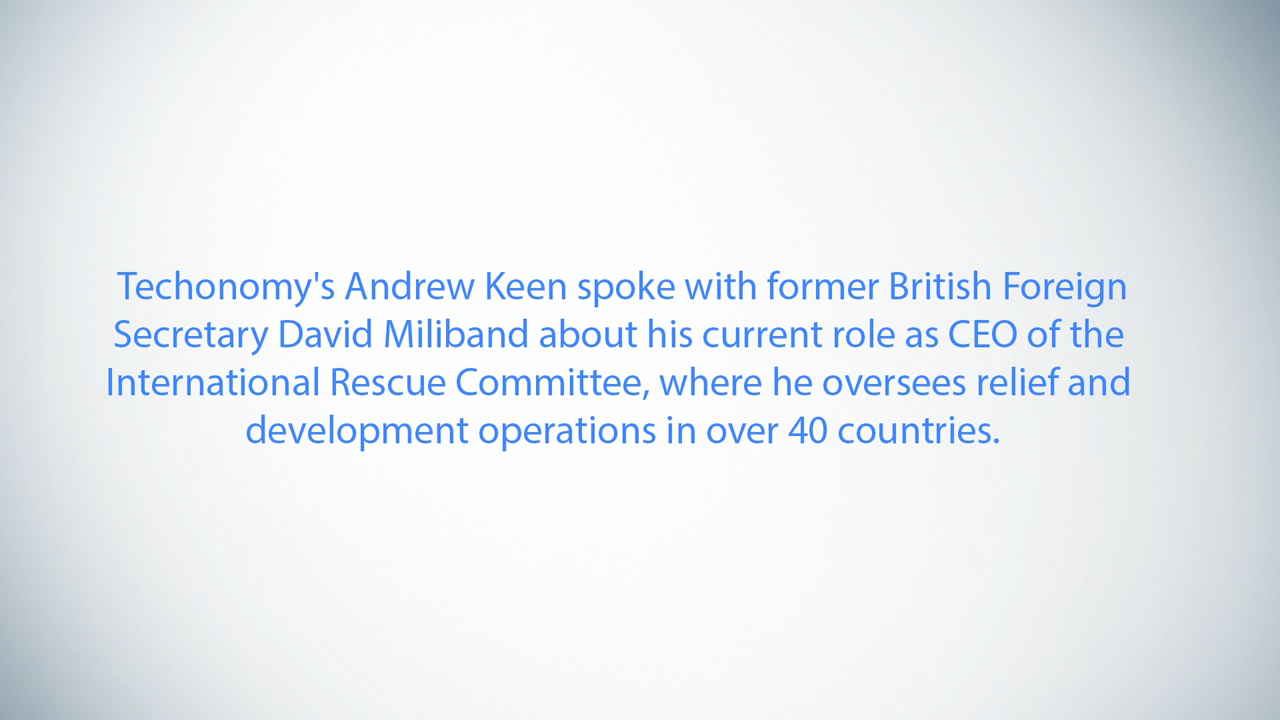 Techonomy's Andrew Keen spoke with former British Foreign
Secretary David Miliband about his current role as CEO of the
International Rescue Committee, where he oversees relief and
development operations in over 40 countries.